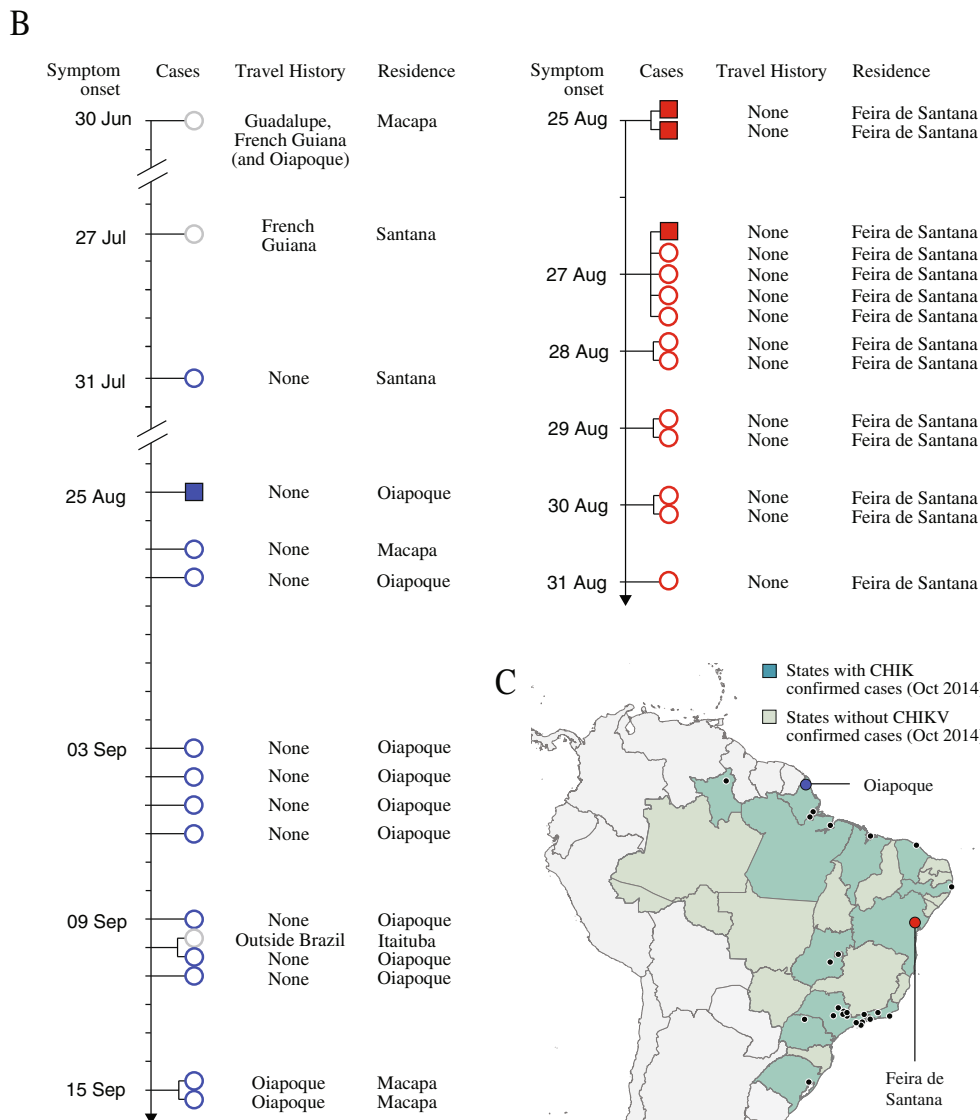 B
Symptom onset Cases Travel History Residence
30 Jun Guadalupe, French Guiana (and Oiapoque) Macapa
27 Jul French Guiana Santana
31 Jul None Santana
25 Aug None Oiapoque
None Macapa
None Oiapoque
03 Sep None Oiapoque
None Oiapoque
None Oiapoque
None Oiapoque
09 Sep None Oiapoque
Outside Brazil Itaituba
None Oiapoque
None Oiapoque
15 Sep Oiapoque Macapa
Oiapoque Macapa
Symptom onset Cases Travel History Residence
25 Aug None Feira de Santana
None Feira de Santana
None Feira de Santana
None Feira de Santana
27 Aug None Feira de Santana
None Feira de Santana
None Feira de Santana
28 Aug None Feira de Santana
None Feira de Santana
29 Aug None Feira de Santana
None Feira de Santana
30 Aug None Feira de Santana
None Feira de Santana
31 Aug None Feira de Santana
C
States with CHIK
confirmed cases (Oct 2014
States without CHIKV
confirmed cases (Oct 2014
Oiapoque
Feira de
Santana